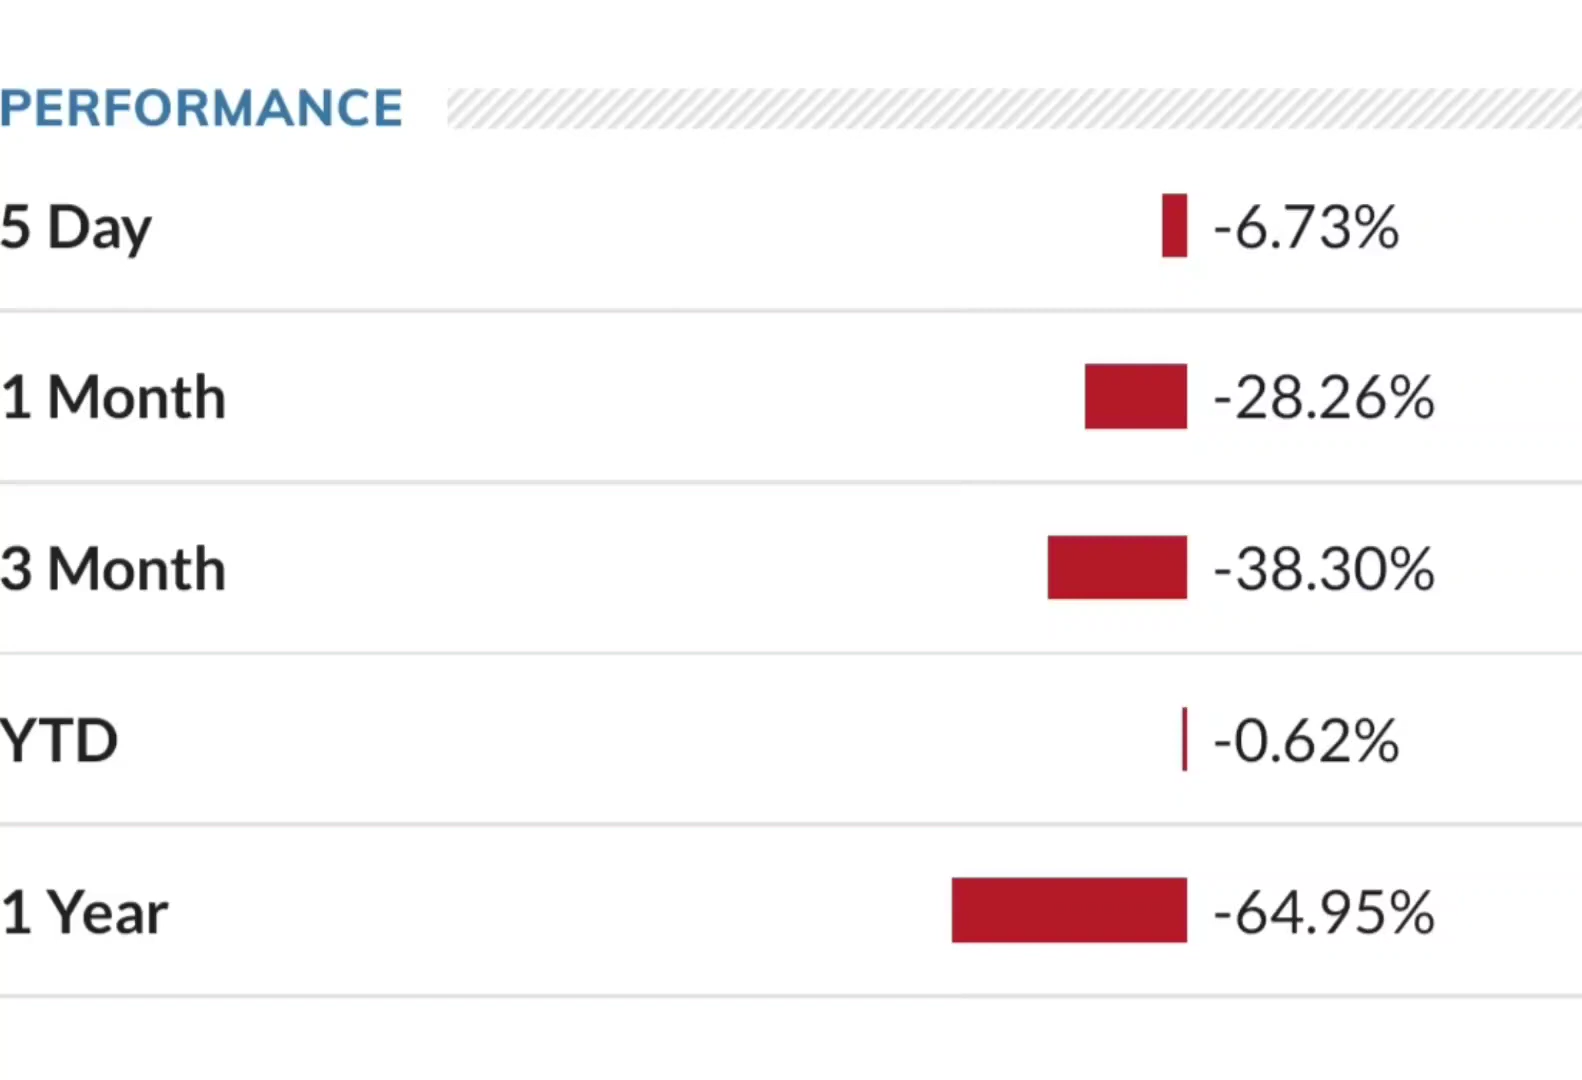 PERFORMANCE
5 Day -6.73%
1 Month -28.26%
3 Month -38.30%
YTD -0.62%
1 Year -64.95%